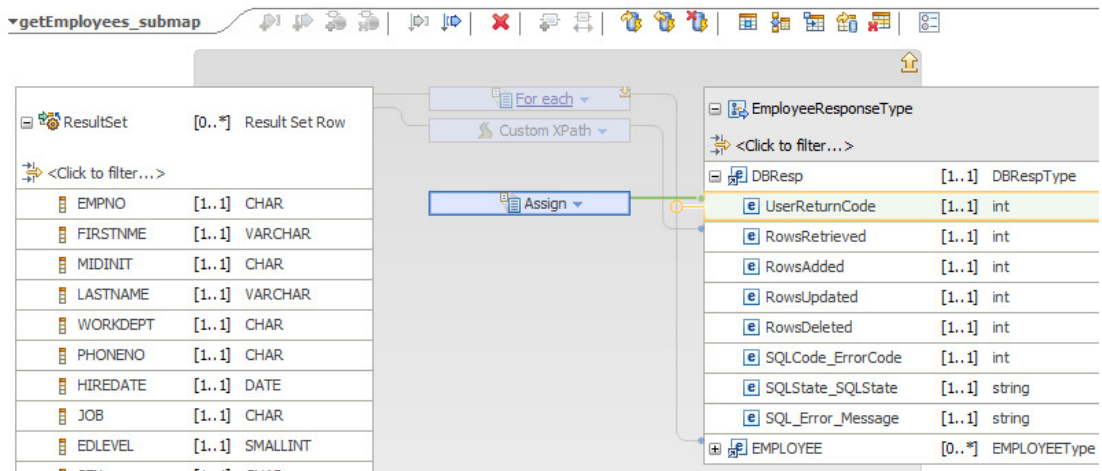 getEmployees_submap
ResultSet [0..*] Result Set Row
<Click to filter...>
EMPNO [1..1] CHAR
FIRSTNME [1..1] VARCHAR
MIDINIT [1..1] CHAR
LASTNAME [1..1] VARCHAR
WORKDEPT [1..1] CHAR
PHONENO [1..1] CHAR
HIREDATE [1..1] DATE
JOB [1..1] CHAR
EDLEVEL [1..1] SMALLINT
For each
Custom XPath
Assign
EmployeeResponseType
<Click to filter...>
DBResp [1..1] DBRespType
UserReturnCode [1..1] int
RowsRetrieved [1..1] int
RowsAdded [1..1] int
RowsUpdated [1..1] int
RowsDeleted [1..1] int
SQLCode_ErrorCode [1..1] int
SQLState_SQLState [1..1] string
SQL_Error_Message [1..1] string
EMPLOYEE [0..*] EMPLOYEEType